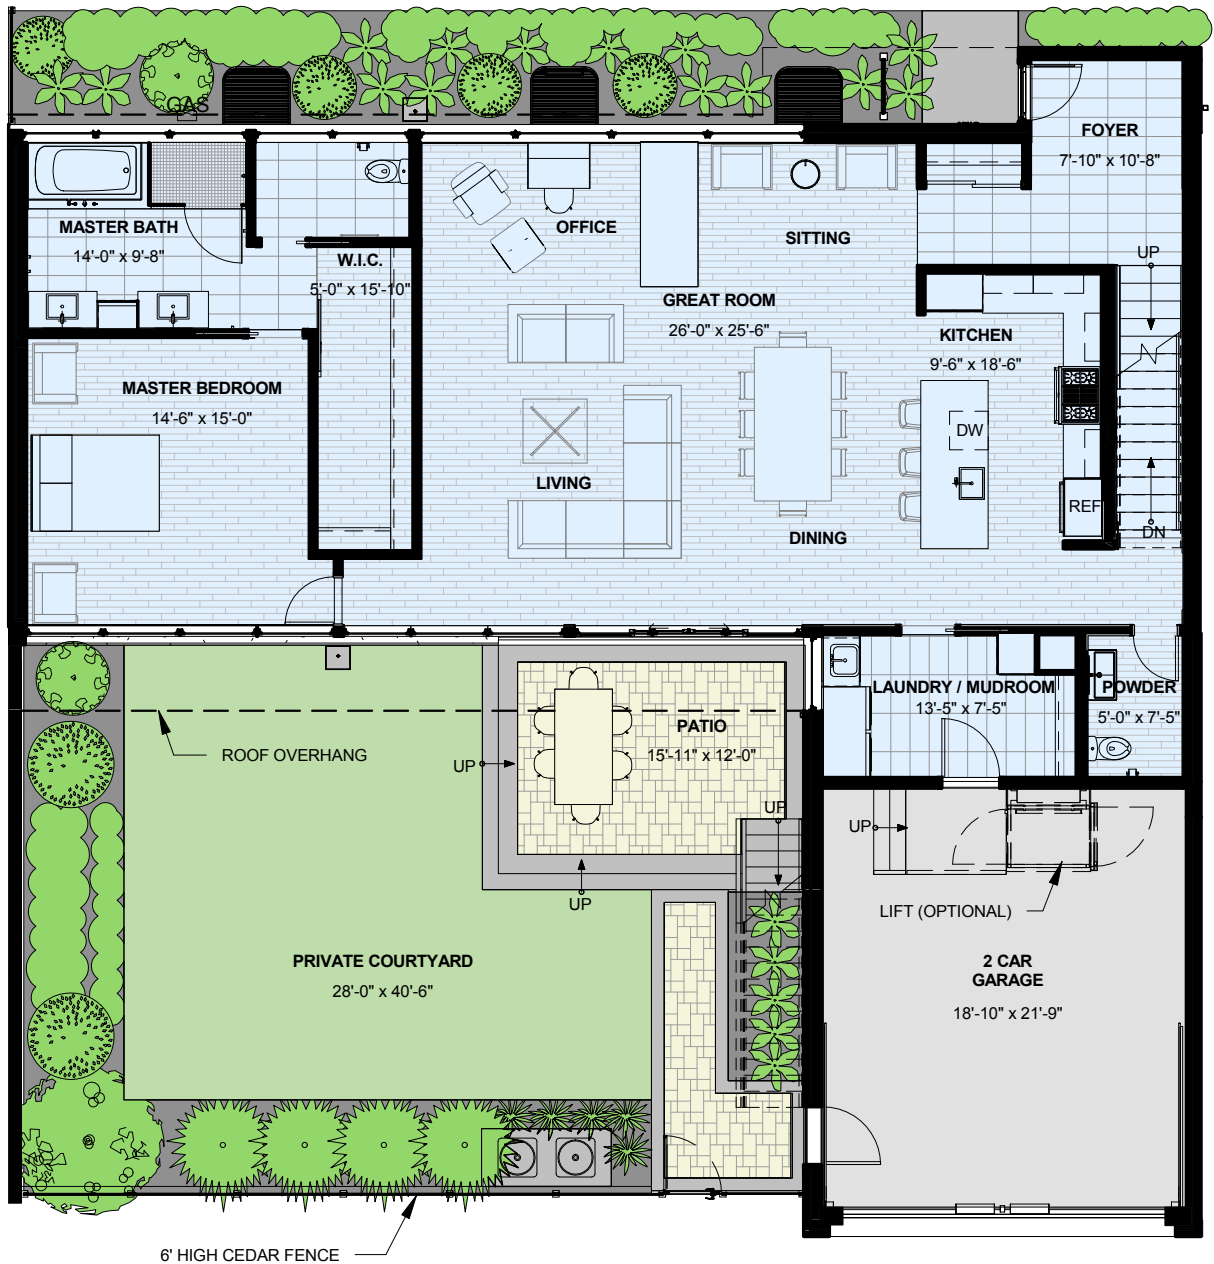 GAS
FOYER
7'-10" x 10'-8"
MASTER BATH
14'-0" x 9'-8"
OFFICE
SITTING
UP
W.I.C.
5'-0" x 15'-10"
GREAT ROOM
26'-0" x 25'-6"
KITCHEN
9'-6" x 18'-6"
MASTER BEDROOM
14'-6" x 15'-0"
DW
LIVING
REF
DINING
DN
LAUNDRY / MUDROOM
13'-5" x 7'-5"
POWDER
5'-0" x 7'-5"
PATIO
15'-11" x 12'-0"
ROOF OVERHANG
UP
UP
UP
UP
LIFT (OPTIONAL)
PRIVATE COURTYARD
28'-0" x 40'-6"
2 CAR
GARAGE
18'-10" x 21'-9"
6' HIGH CEDAR FENCE